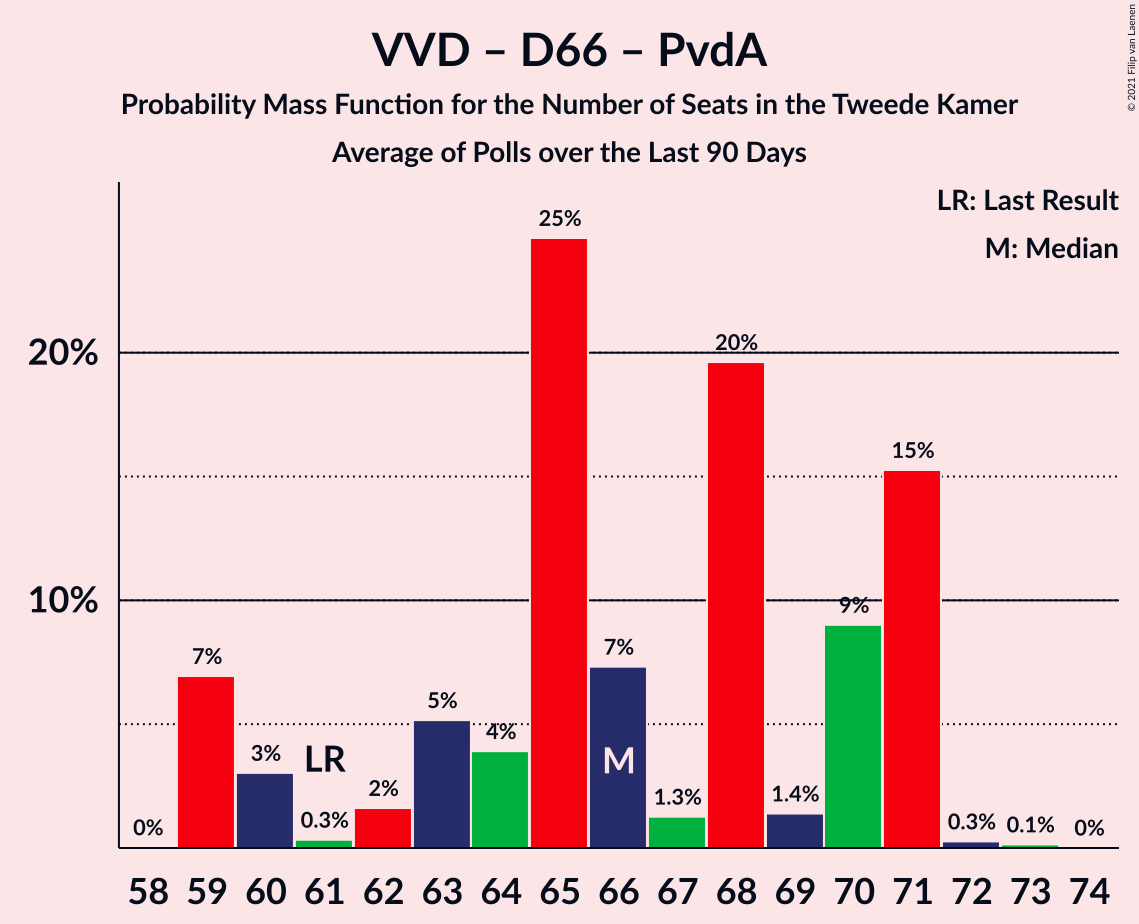 VVD – D66 – PvdA
Probability Mass Function for the Number of Seats in the Tweede Kamer
Average of Polls over the Last 90 Days
© 2021 Filip van Laenen
LR: Last Result
M: Median
20%
10%
0%
7%
3%
LR
0.3%
2%
5%
4%
25%
7%
M
1.3%
20%
1.4%
9%
15%
0.3%
0.1%
0%
58 59 60 61 62 63 64 65 66 67 68 69 70 71 72 73 74